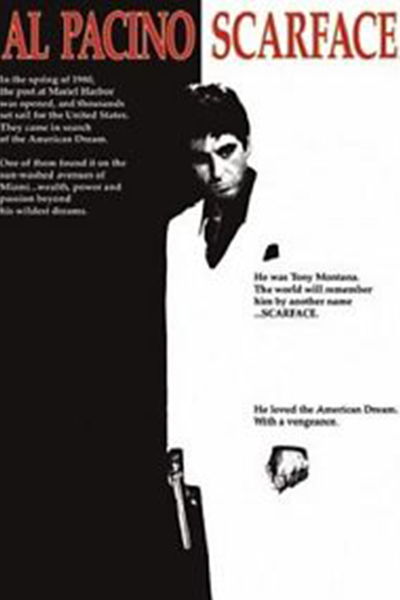 AL PACINO SCARFACE
In the spring of 1980,
the port at Mariel Harbor
was opened, and thousands
set sail for the United States.
They came in search
of the American Dream.
One of them found it on the
sun-washed avenues of
Miami...wealth, power and
passion beyond
his wildest dreams.
He was Tony Montana.
The world will remember
him by another name
...SCARFACE.
He loved the American Dream.
With a vengeance.